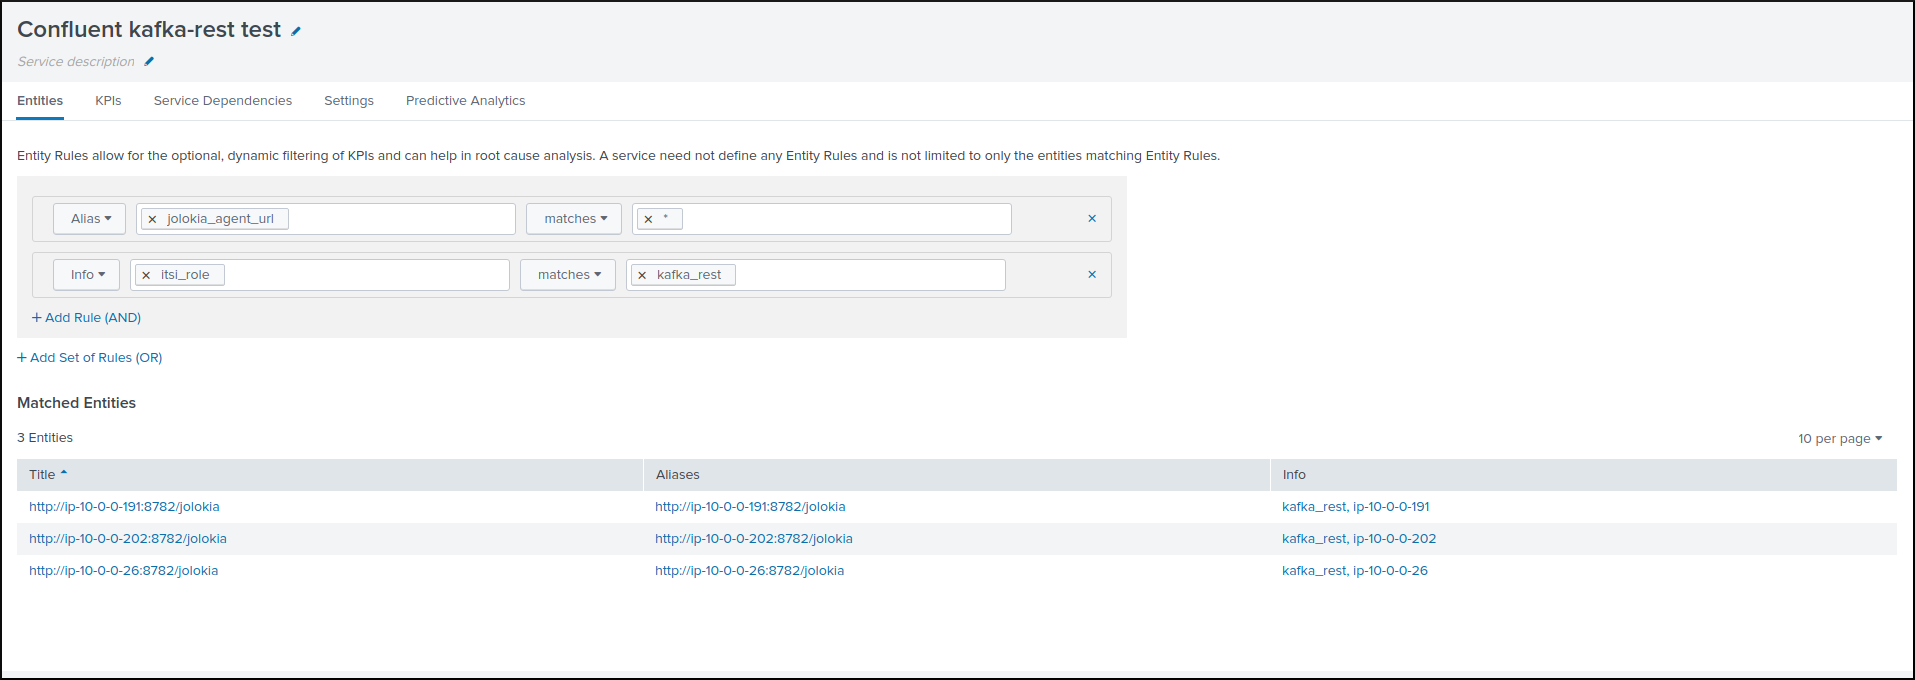 Confluent kafka-rest test
Service description
Entities KPIs Service Dependencies Settings Predictive Analytics
Entity Rules allow for the optional, dynamic filtering of KPIs and can help in root cause analysis. A service need not define any Entity Rules and is not limited to only the entities matching Entity Rules.
Alias jolokia_agent_url matches *
Info itsi_role matches kafka_rest
+ Add Rule (AND)
+ Add Set of Rules (OR)
Matched Entities
3 Entities 10 per page
Title Aliases Info
http://ip-10-0-0-191:8782/jolokia http://ip-10-0-0-191:8782/jolokia kafka_rest, ip-10-0-0-191
http://ip-10-0-0-202:8782/jolokia http://ip-10-0-0-202:8782/jolokia kafka_rest, ip-10-0-0-202
http://ip-10-0-0-26:8782/jolokia http://ip-10-0-0-26:8782/jolokia kafka_rest, ip-10-0-0-26